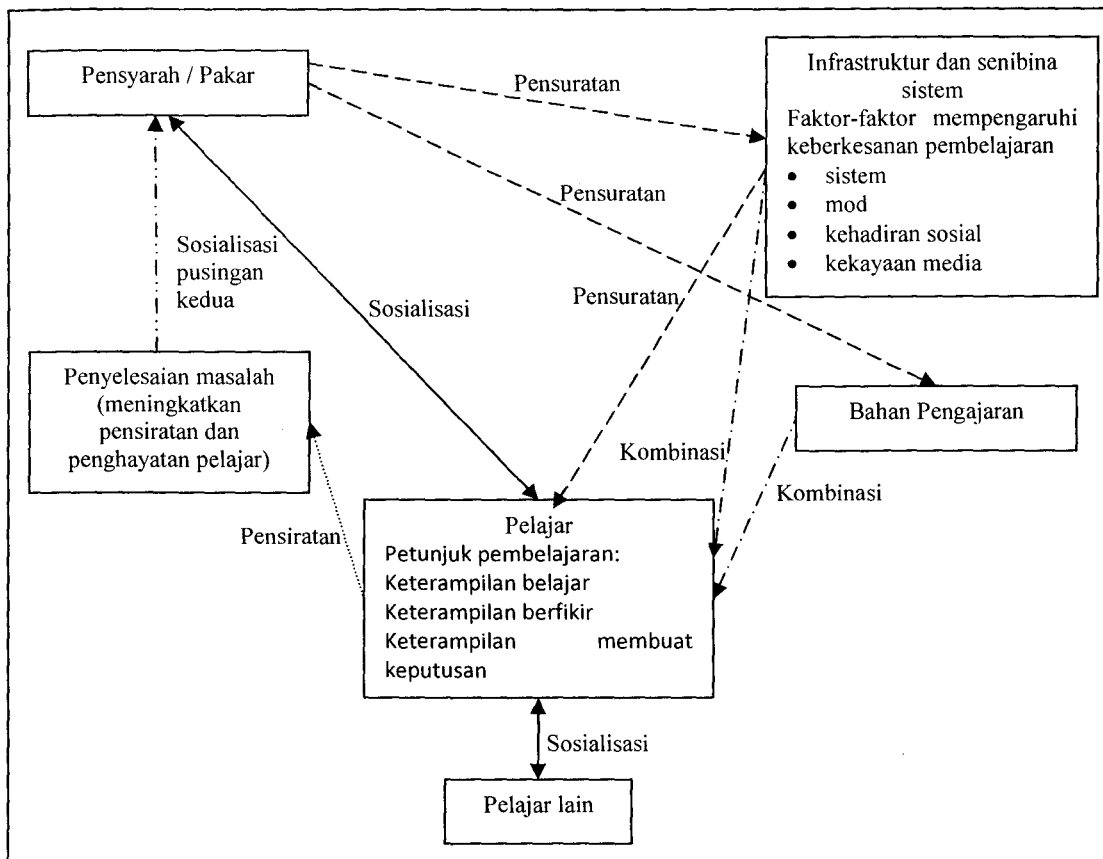 Pensyarah / Pakar
Infrastruktur dan senibina
sistem
Faktor-faktor mempengaruhi
keberkesanan pembelajaran
• sistem
• mod
• kehadiran sosial
• kekayaan media
Pensuratan
Pensuratan
Sosialisasi
pusingan
kedua
Sosialisasi
Pensuratan
Penyelesaian masalah
(meningkatkan
pensiratan dan
penghayatan pelajar)
Bahan Pengajaran
Kombinasi
Kombinasi
Pensiratan
Pelajar
Petunjuk pembelajaran:
Keterampilan belajar
Keterampilan berfikir
Keterampilan membuat
keputusan
Sosialisasi
Pelajar lain